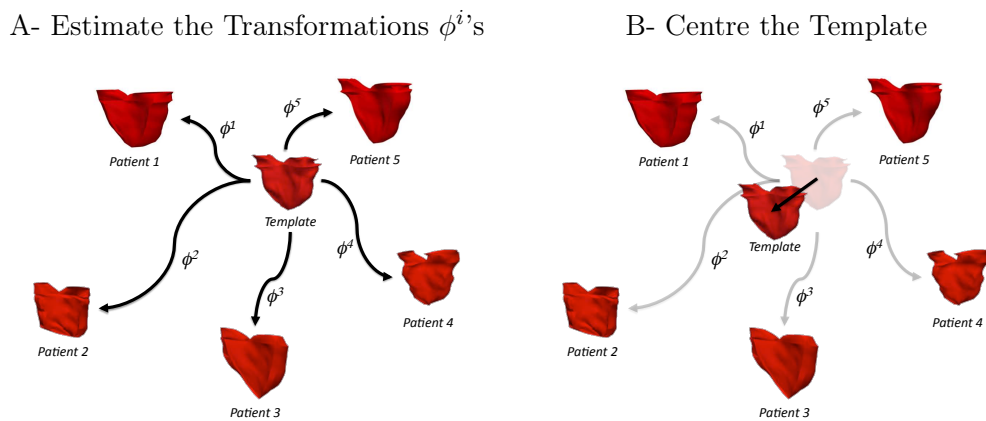 A- Estimate the Transformations ϕⁱ's
B- Centre the Template
ϕ⁵
ϕ¹
Patient 1
Patient 5
Template
ϕ²
ϕ⁴
ϕ³
Patient 2
Patient 4
Patient 3
ϕ⁵
ϕ¹
Patient 1
Patient 5
Template
ϕ²
ϕ⁴
ϕ³
Patient 2
Patient 4
Patient 3